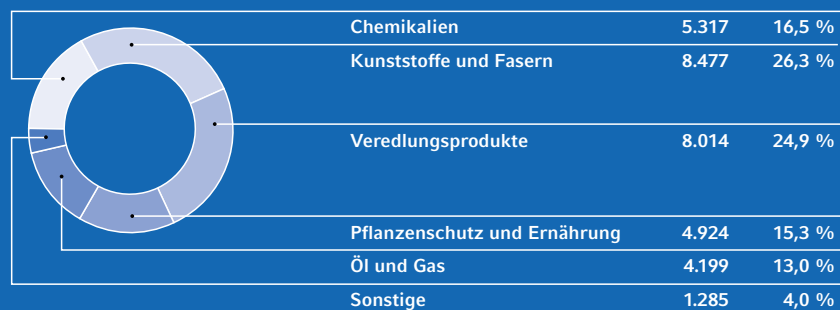 Chemikalien 5.317 16,5 %
Kunststoffe und Fasern 8.477 26,3 %
Veredlungsprodukte 8.014 24,9 %
Pflanzenschutz und Ernährung 4.924 15,3 %
Öl und Gas 4.199 13,0 %
Sonstige 1.285 4,0 %